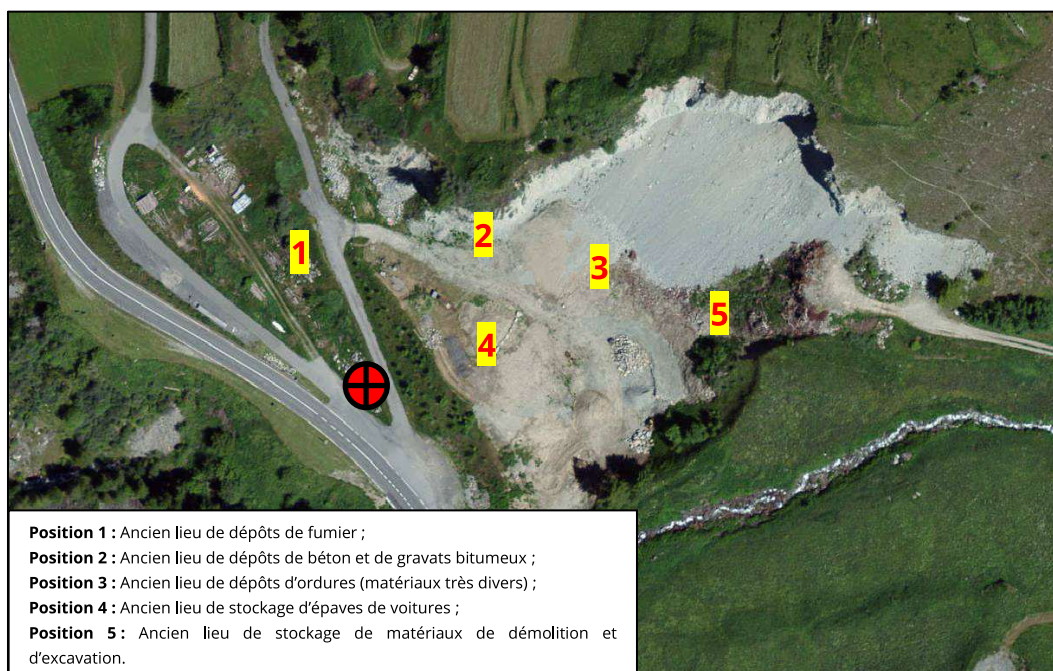 1
2
3
5
4
Position 1 : Ancien lieu de dépôts de fumier ;
Position 2 : Ancien lieu de dépôts de béton et de gravats bitumeux ;
Position 3 : Ancien lieu de dépôts d'ordures (matériaux très divers) ;
Position 4 : Ancien lieu de stockage d'épaves de voitures ;
Position 5 : Ancien lieu de stockage de matériaux de démolition et
d'excavation.